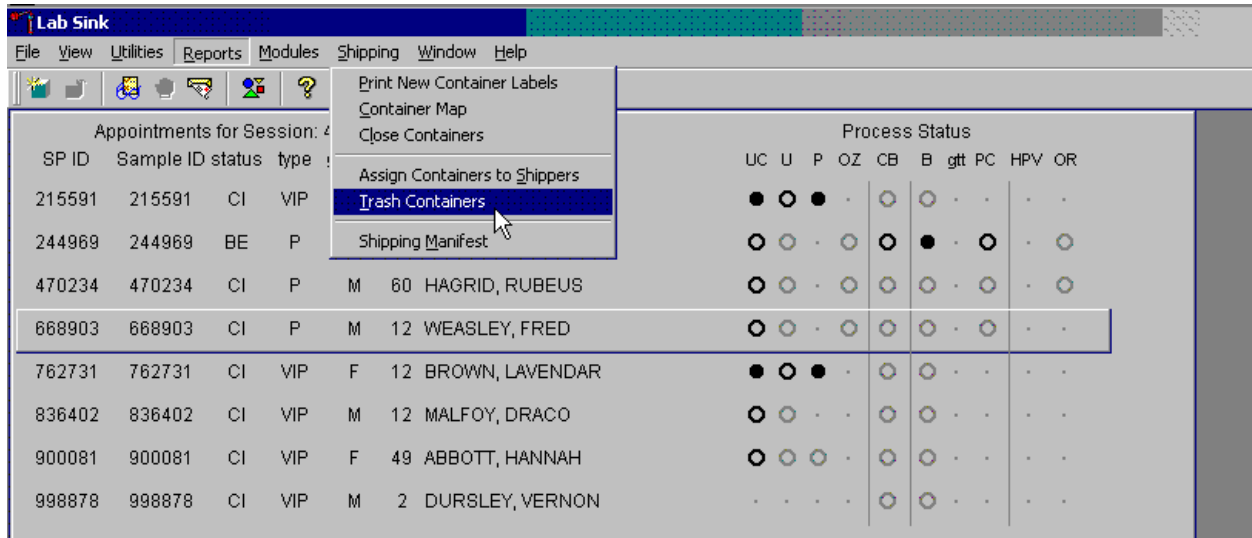 Lab Sink
File View Utilities Reports Modules Shipping Window Help
Print New Container Labels
Container Map
Close Containers
Assign Containers to Shippers
Trash Containers
Shipping Manifest
Appointments for Session: Process Status
SP ID Sample ID status type UC U P OZ CB B gtt PC HPV OR
215591 215591 CI VIP
244969 244969 BE P
470234 470234 CI P M 60 HAGRID, RUBEUS
668903 668903 CI P M 12 WEASLEY, FRED
762731 762731 CI VIP F 12 BROWN, LAVENDAR
836402 836402 CI VIP M 12 MALFOY, DRACO
900081 900081 CI VIP F 49 ABBOTT, HANNAH
998878 998878 CI VIP M 2 DURSLEY, VERNON